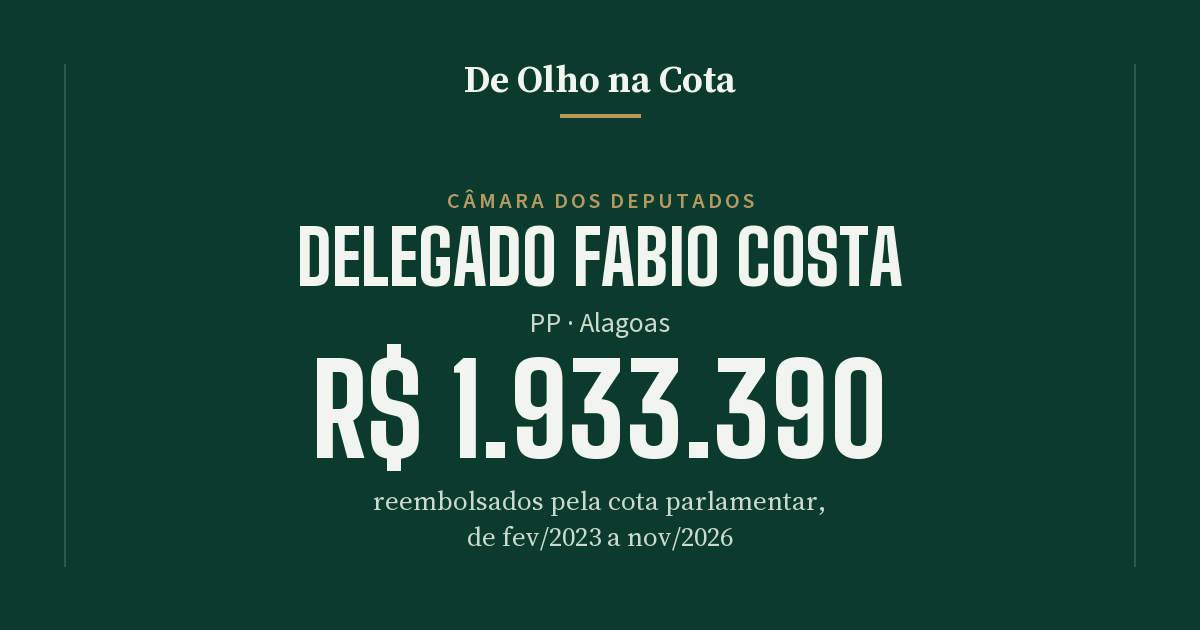 De Olho na Cota
CÂMARA DOS DEPUTADOS
DELEGADO FABIO COSTA
PP · Alagoas
R$ 1.933.390
reembolsados pela cota parlamentar,
de fev/2023 a nov/2026